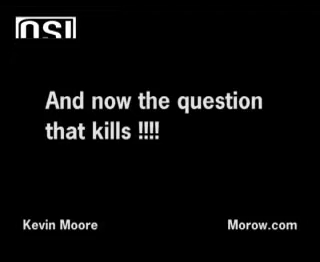 OSI
And now the question
that kills !!!!
Kevin Moore
Morow.com